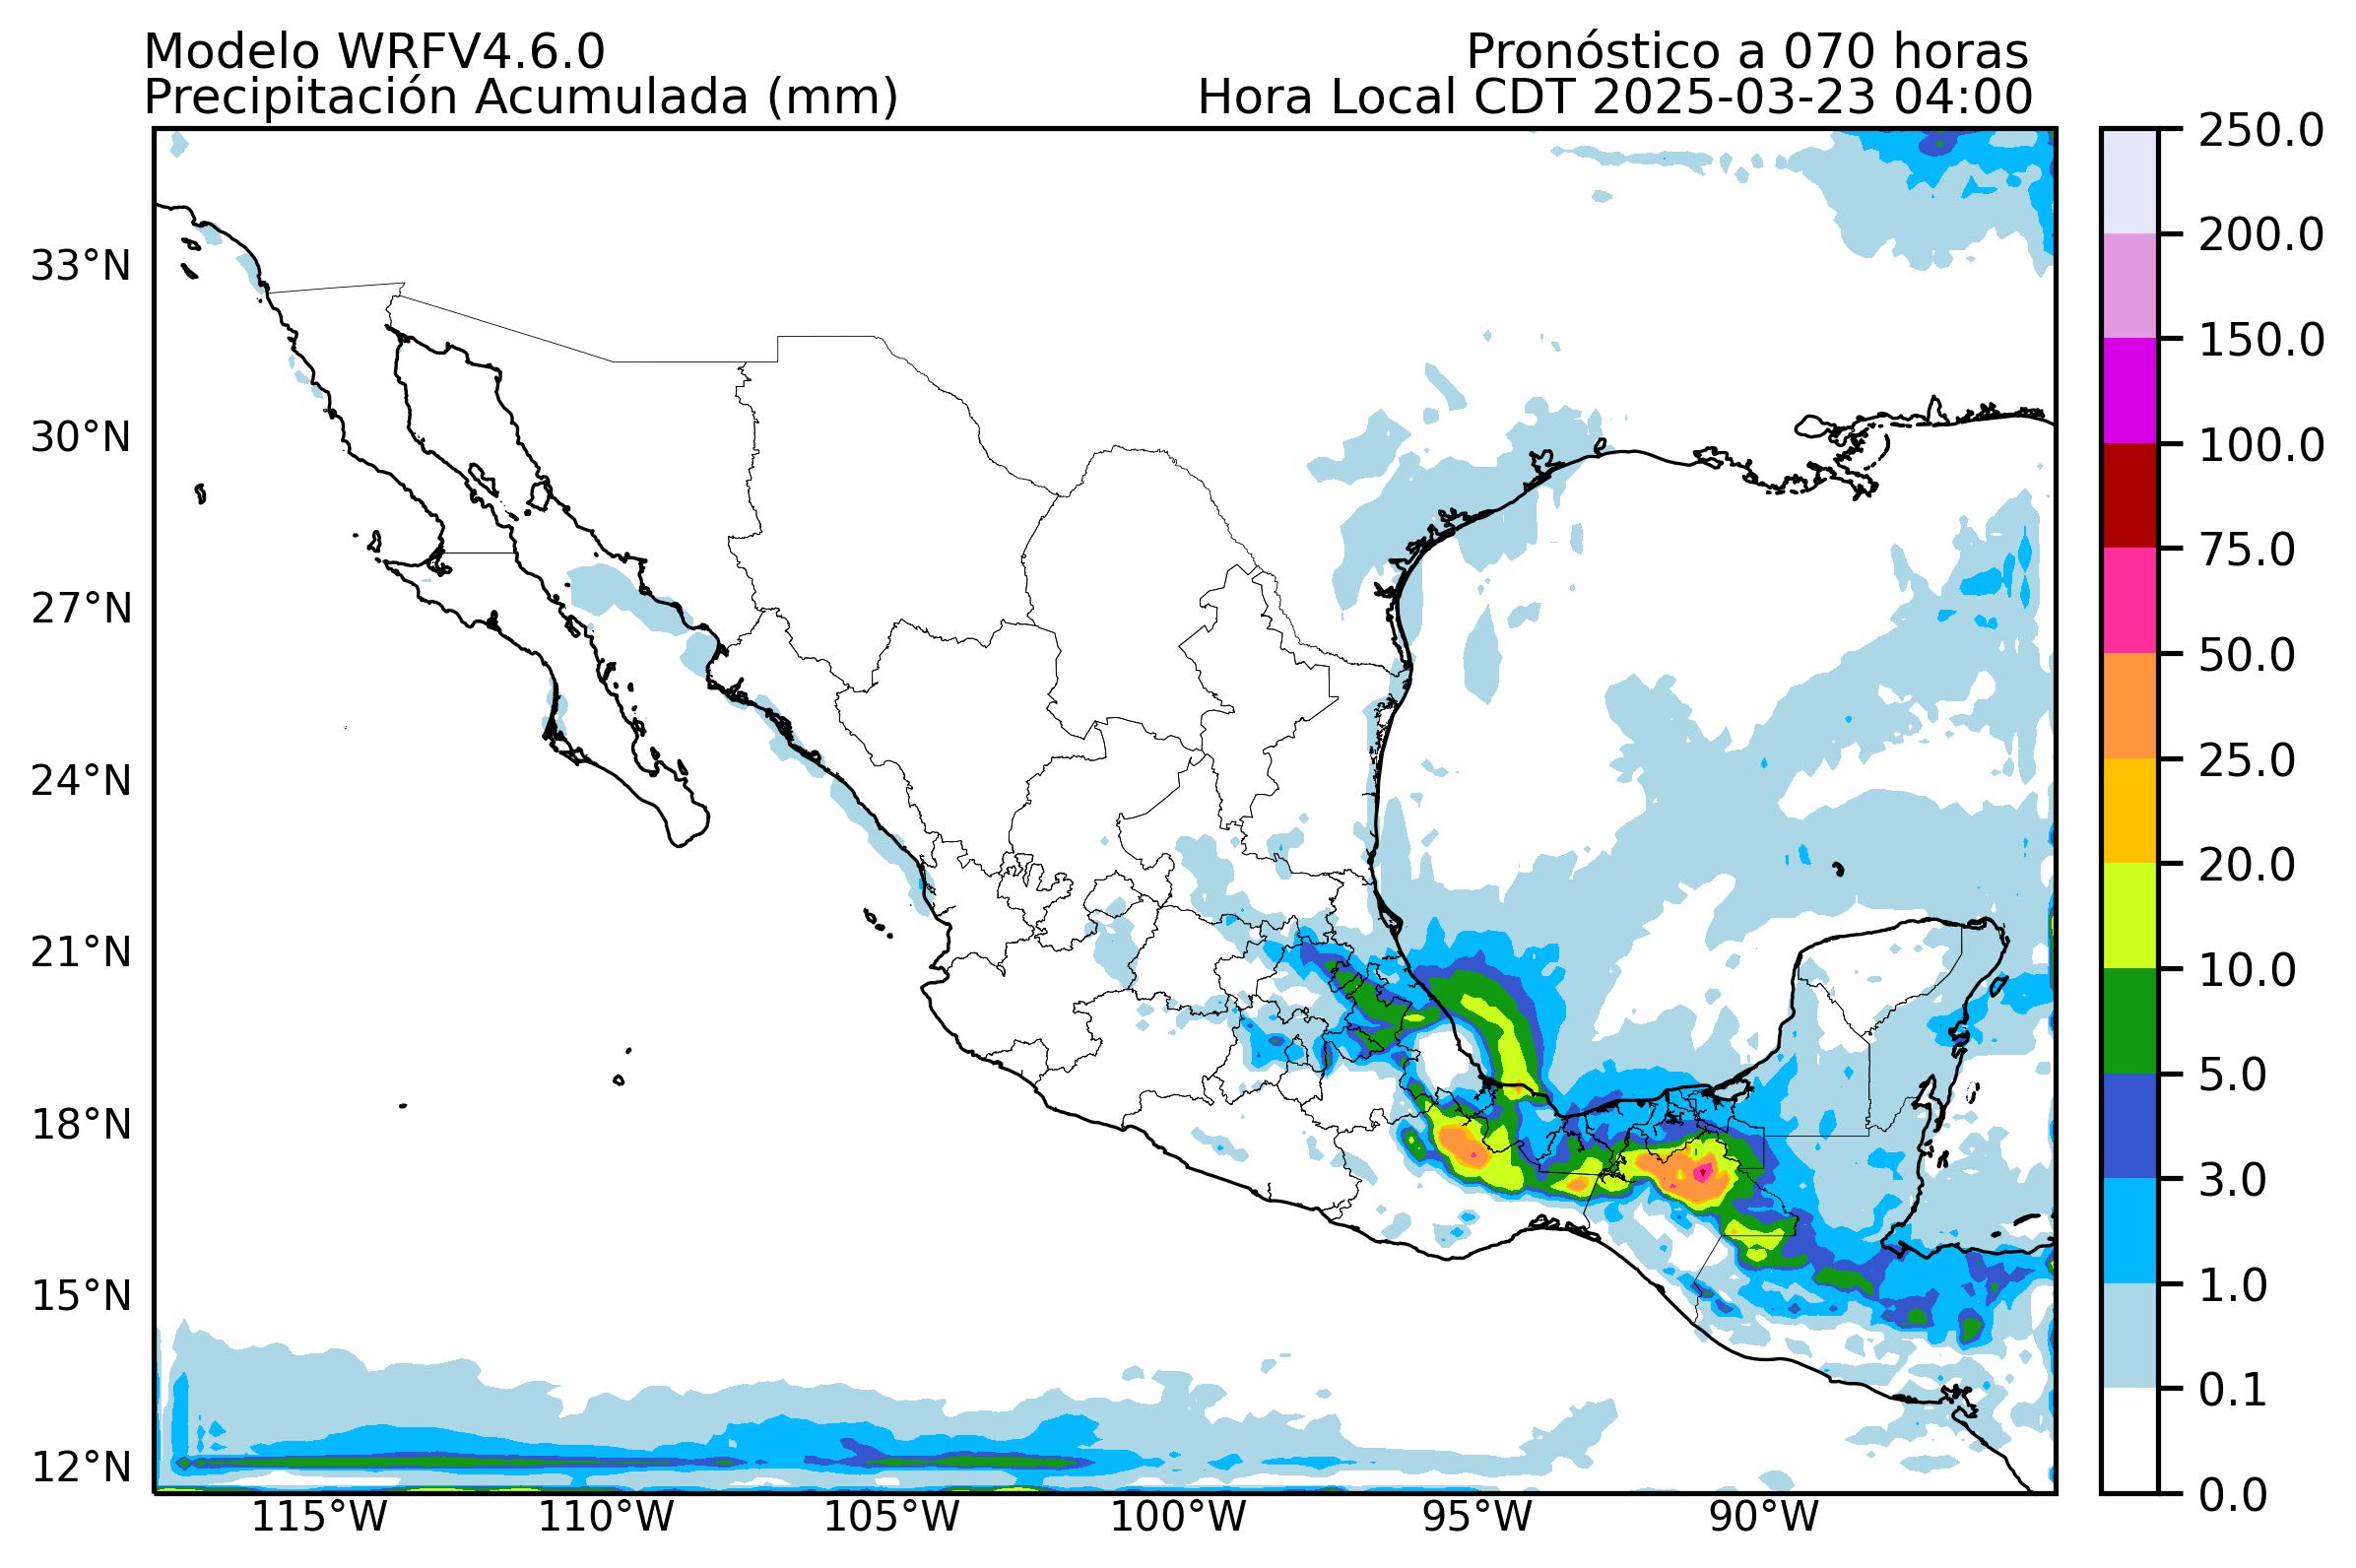 Modelo WRFV4.6.0
Pronóstico a 070 horas
Precipitación Acumulada (mm)
Hora Local CDT 2025-03-23 04:00
33°N
30°N
27°N
24°N
21°N
18°N
15°N
12°N
115°W
110°W
105°W
100°W
95°W
90°W
250.0
200.0
150.0
100.0
75.0
50.0
25.0
20.0
10.0
5.0
3.0
1.0
0.1
0.0